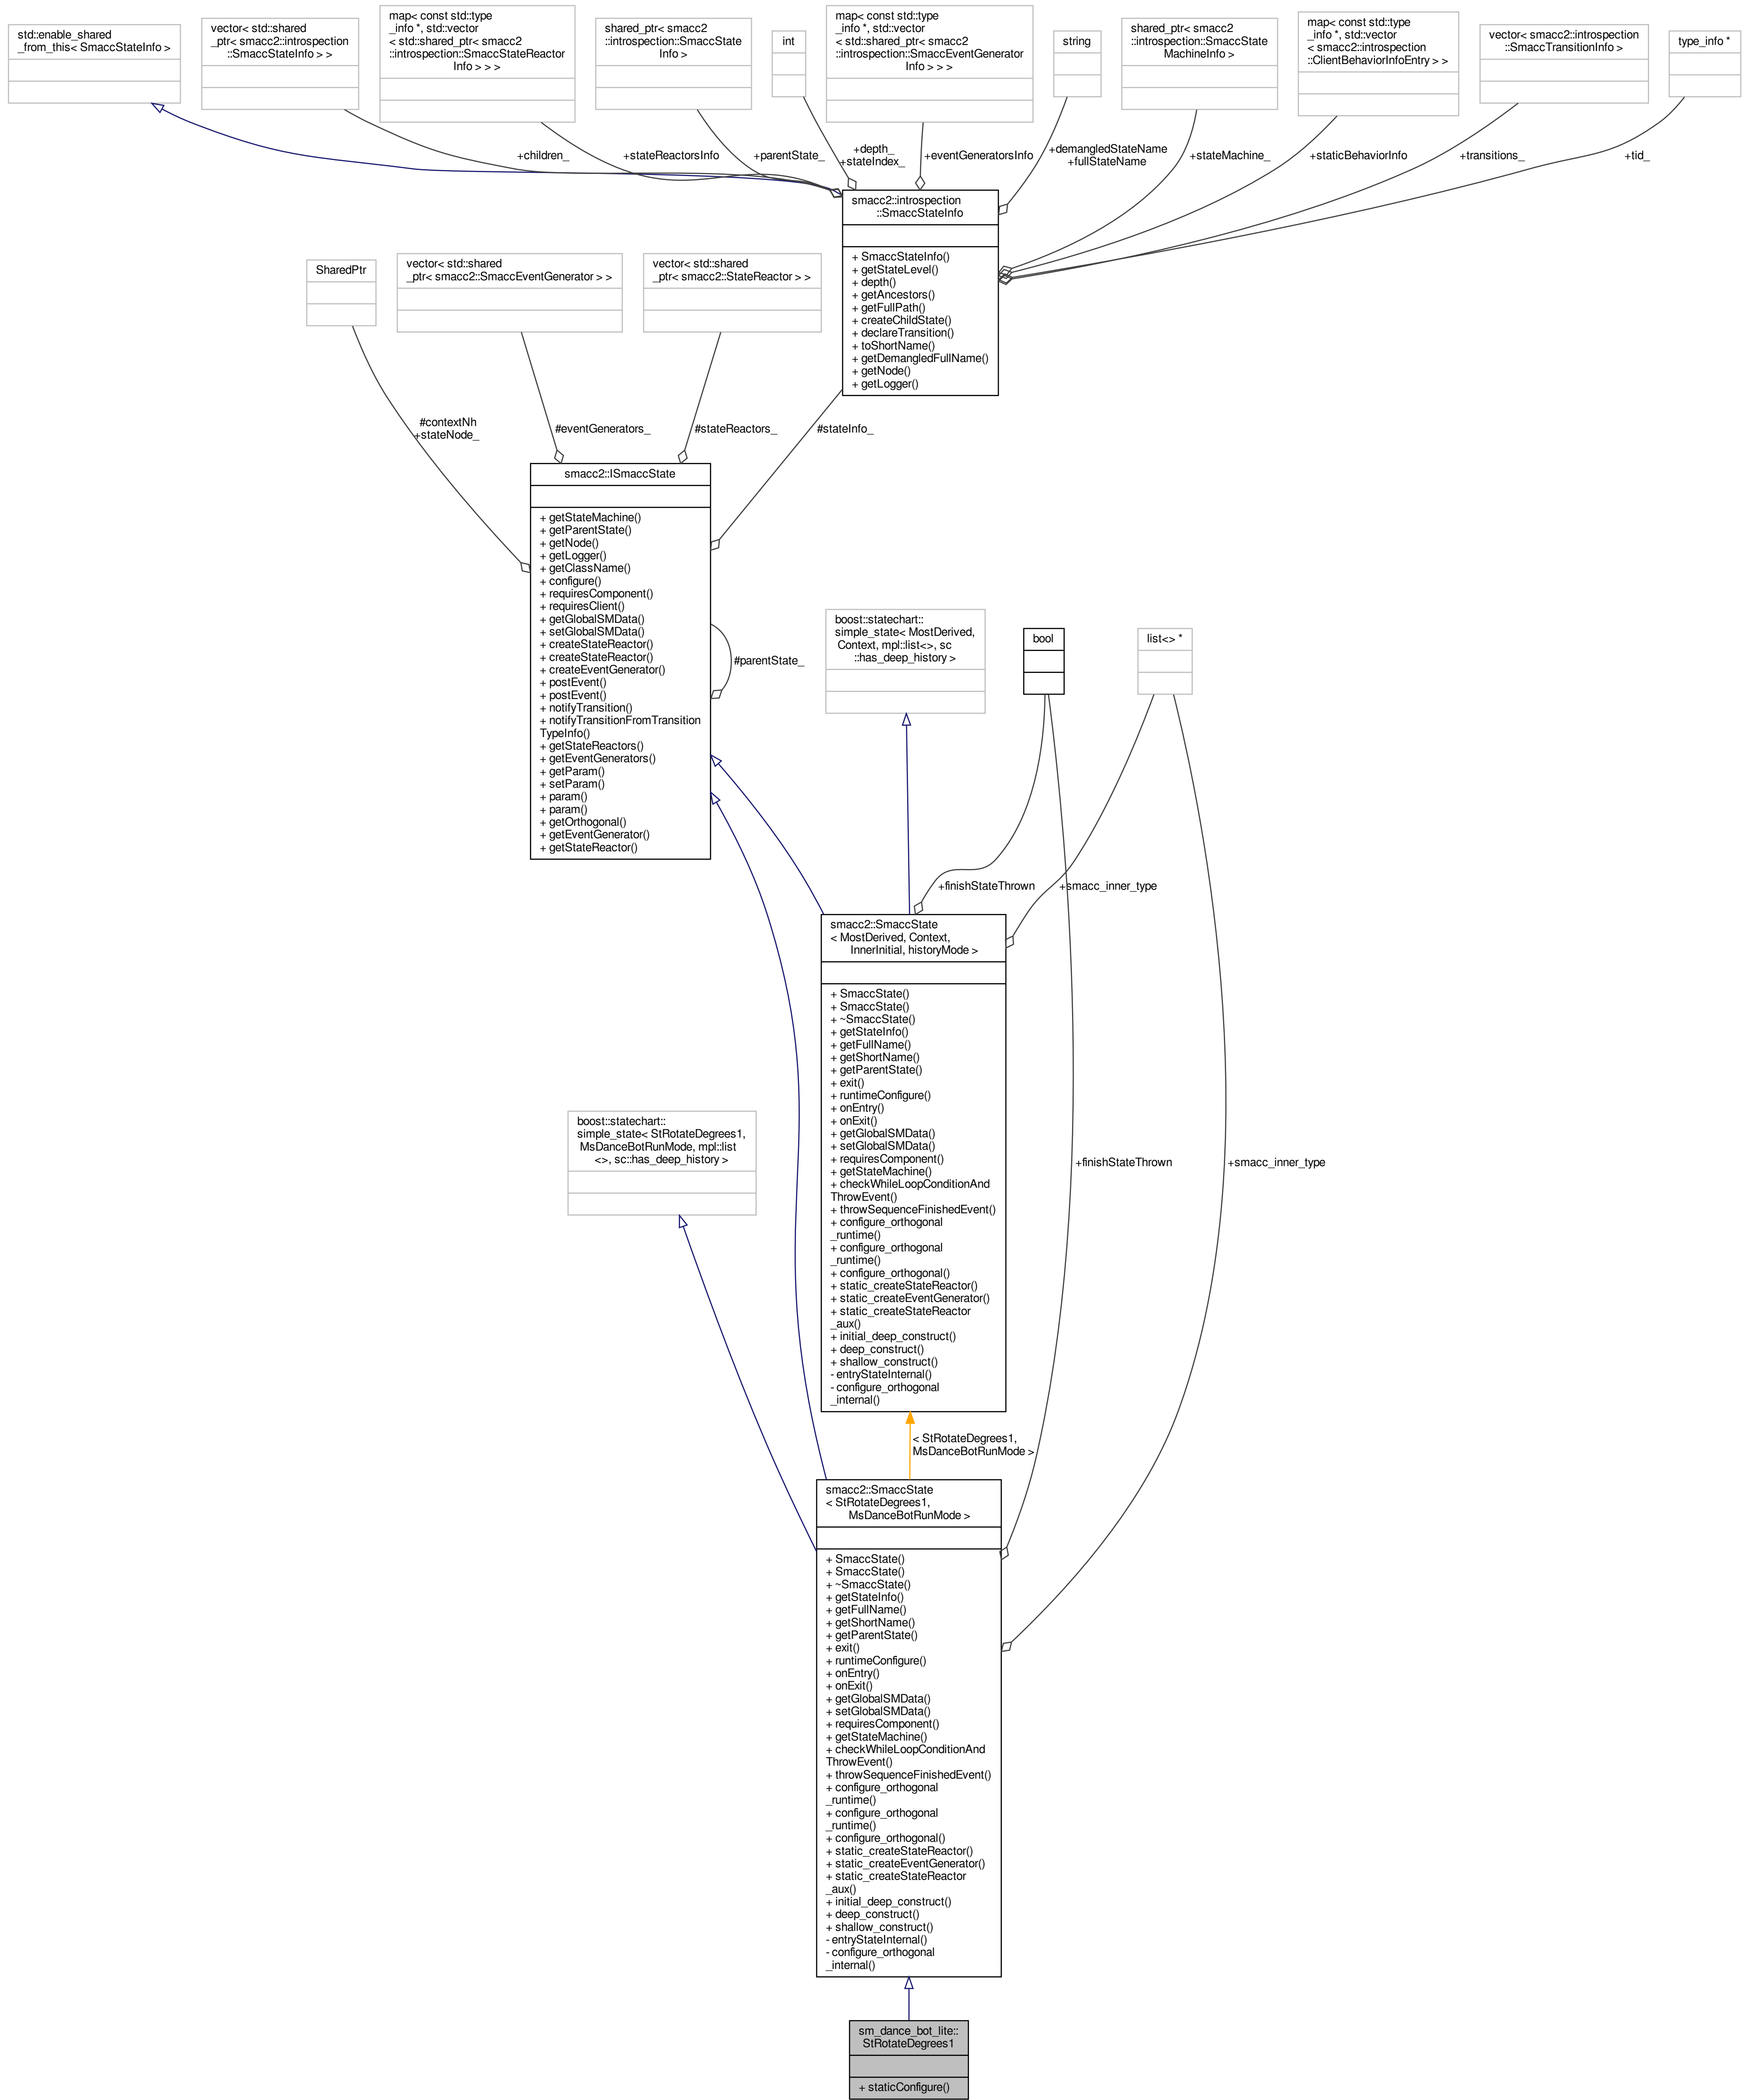 std::enable_shared
_from_this< SmaccStateInfo >
vector< std::shared
_ptr< smacc2::introspection
::SmaccStateInfo > >
map< const std::type
_info *, std::vector
< std::shared_ptr< smacc2
::introspection::SmaccStateReactor
Info > > >
shared_ptr< smacc2
::introspection::SmaccState
Info >
int
map< const std::type
_info *, std::vector
< std::shared_ptr< smacc2
::introspection::SmaccEventGenerator
Info > > >
string
shared_ptr< smacc2
::introspection::SmaccState
MachineInfo >
map< const std::type
_info *, std::vector
< smacc2::introspection
::ClientBehaviorInfoEntry > >
vector< smacc2::introspection
::SmaccTransitionInfo >
type_info *
+children_
+stateReactorsInfo
+parentState_
+depth_
+stateIndex_
+eventGeneratorsInfo
+demangledStateName
+fullStateName
+stateMachine_
+staticBehaviorInfo
+transitions_
+tid_
smacc2::introspection
::SmaccStateInfo
+ SmaccStateInfo()
+ getStateLevel()
+ depth()
+ getAncestors()
+ getFullPath()
+ createChildState()
+ declareTransition()
+ toShortName()
+ getDemangledFullName()
+ getNode()
+ getLogger()
SharedPtr
vector< std::shared
_ptr< smacc2::SmaccEventGenerator > >
vector< std::shared
_ptr< smacc2::StateReactor > >
#contextNh
+stateNode_
#eventGenerators_
#stateReactors_
#stateInfo_
smacc2::ISmaccState
+ getStateMachine()
+ getParentState()
+ getNode()
+ getLogger()
+ getClassName()
+ configure()
+ requiresComponent()
+ requiresClient()
+ getGlobalSMData()
+ setGlobalSMData()
+ createStateReactor()
+ createStateReactor()
+ createEventGenerator()
+ postEvent()
+ postEvent()
+ notifyTransition()
+ notifyTransitionFromTransition
TypeInfo()
+ getStateReactors()
+ getEventGenerators()
+ getParam()
+ setParam()
+ param()
+ param()
+ getOrthogonal()
+ getEventGenerator()
+ getStateReactor()
#parentState_
boost::statechart::
simple_state< MostDerived,
Context, mpl::list<>, sc
::has_deep_history >
bool
list<> *
+finishStateThrown
+smacc_inner_type
smacc2::SmaccState
< MostDerived, Context,
InnerInitial, historyMode >
+ SmaccState()
+ SmaccState()
+ ~SmaccState()
+ getStateInfo()
+ getFullName()
+ getShortName()
+ getParentState()
+ exit()
+ runtimeConfigure()
+ onEntry()
+ onExit()
+ getGlobalSMData()
+ setGlobalSMData()
+ requiresComponent()
+ getStateMachine()
+ checkWhileLoopConditionAnd
ThrowEvent()
+ throwSequenceFinishedEvent()
+ configure_orthogonal
_runtime()
+ configure_orthogonal
_runtime()
+ configure_orthogonal()
+ static_createStateReactor()
+ static_createEventGenerator()
+ static_createStateReactor
_aux()
+ initial_deep_construct()
+ deep_construct()
+ shallow_construct()
- entryStateInternal()
- configure_orthogonal
_internal()
boost::statechart::
simple_state< StRotateDegrees1,
MsDanceBotRunMode, mpl::list
<>, sc::has_deep_history >
+finishStateThrown
+smacc_inner_type
< StRotateDegrees1,
MsDanceBotRunMode >
smacc2::SmaccState
< StRotateDegrees1,
MsDanceBotRunMode >
+ SmaccState()
+ SmaccState()
+ ~SmaccState()
+ getStateInfo()
+ getFullName()
+ getShortName()
+ getParentState()
+ exit()
+ runtimeConfigure()
+ onEntry()
+ onExit()
+ getGlobalSMData()
+ setGlobalSMData()
+ requiresComponent()
+ getStateMachine()
+ checkWhileLoopConditionAnd
ThrowEvent()
+ throwSequenceFinishedEvent()
+ configure_orthogonal
_runtime()
+ configure_orthogonal
_runtime()
+ configure_orthogonal()
+ static_createStateReactor()
+ static_createEventGenerator()
+ static_createStateReactor
_aux()
+ initial_deep_construct()
+ deep_construct()
+ shallow_construct()
- entryStateInternal()
- configure_orthogonal
_internal()
sm_dance_bot_lite::
StRotateDegrees1
+ staticConfigure()